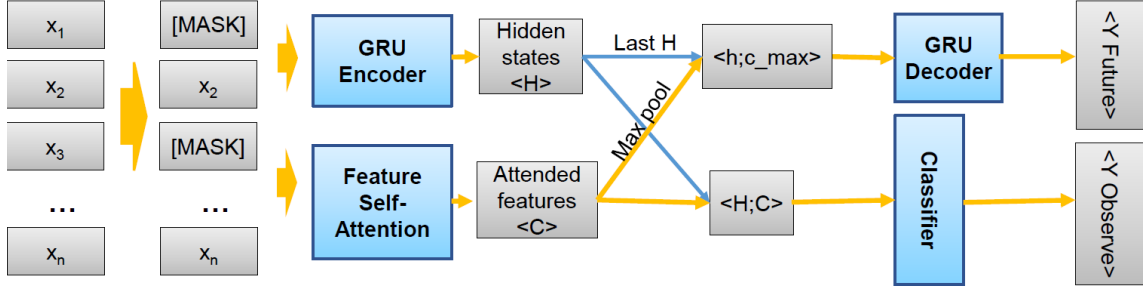 x1
x2
x3
...
xn
[MASK]
x2
[MASK]
...
xn
GRU
Encoder
Feature
Self-
Attention
Hidden
states
<H>
Attended
features
<C>
Last H
Max pool
<h;c_max>
<H;C>
GRU
Decoder
Classifier
<Y Future>
<Y Observe>